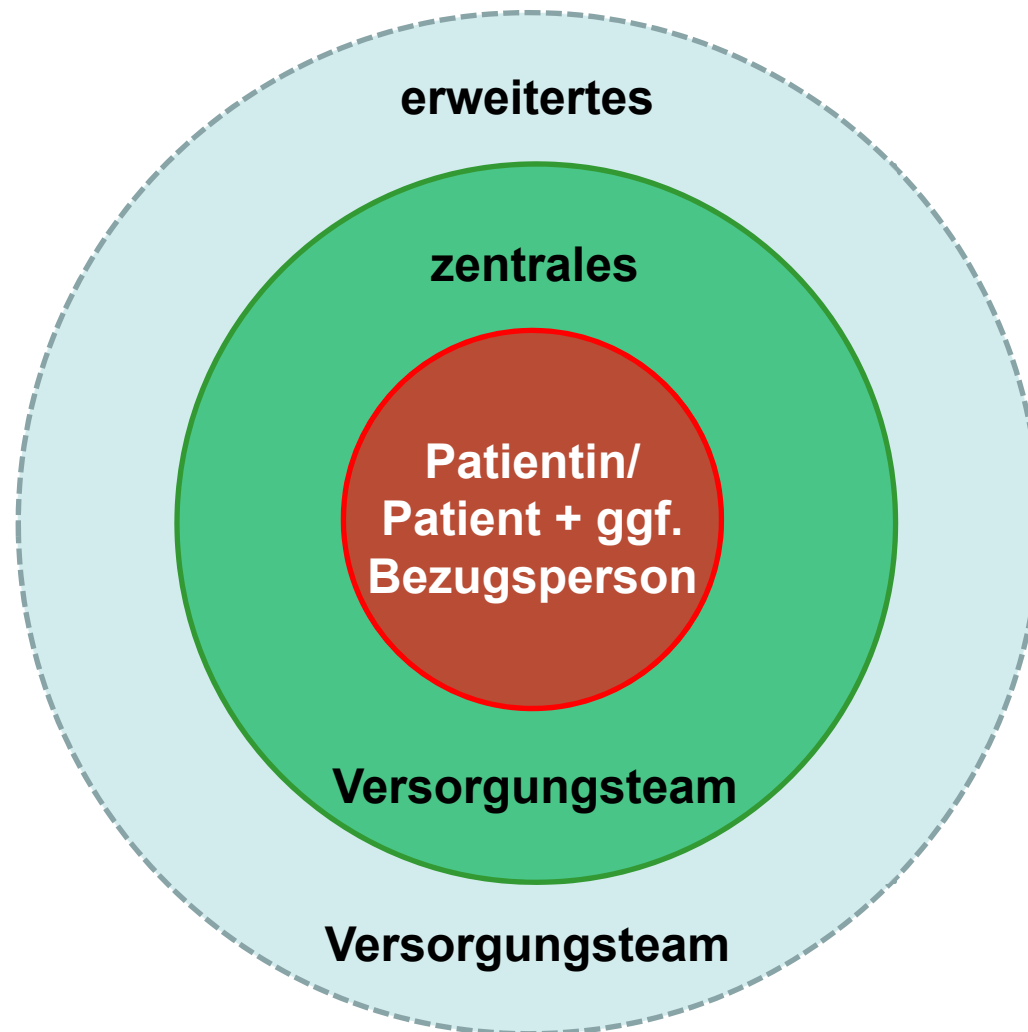 erweitertes
zentrales
Patientin/
Patient + ggf.
Bezugsperson
Versorgungsteam
Versorgungsteam